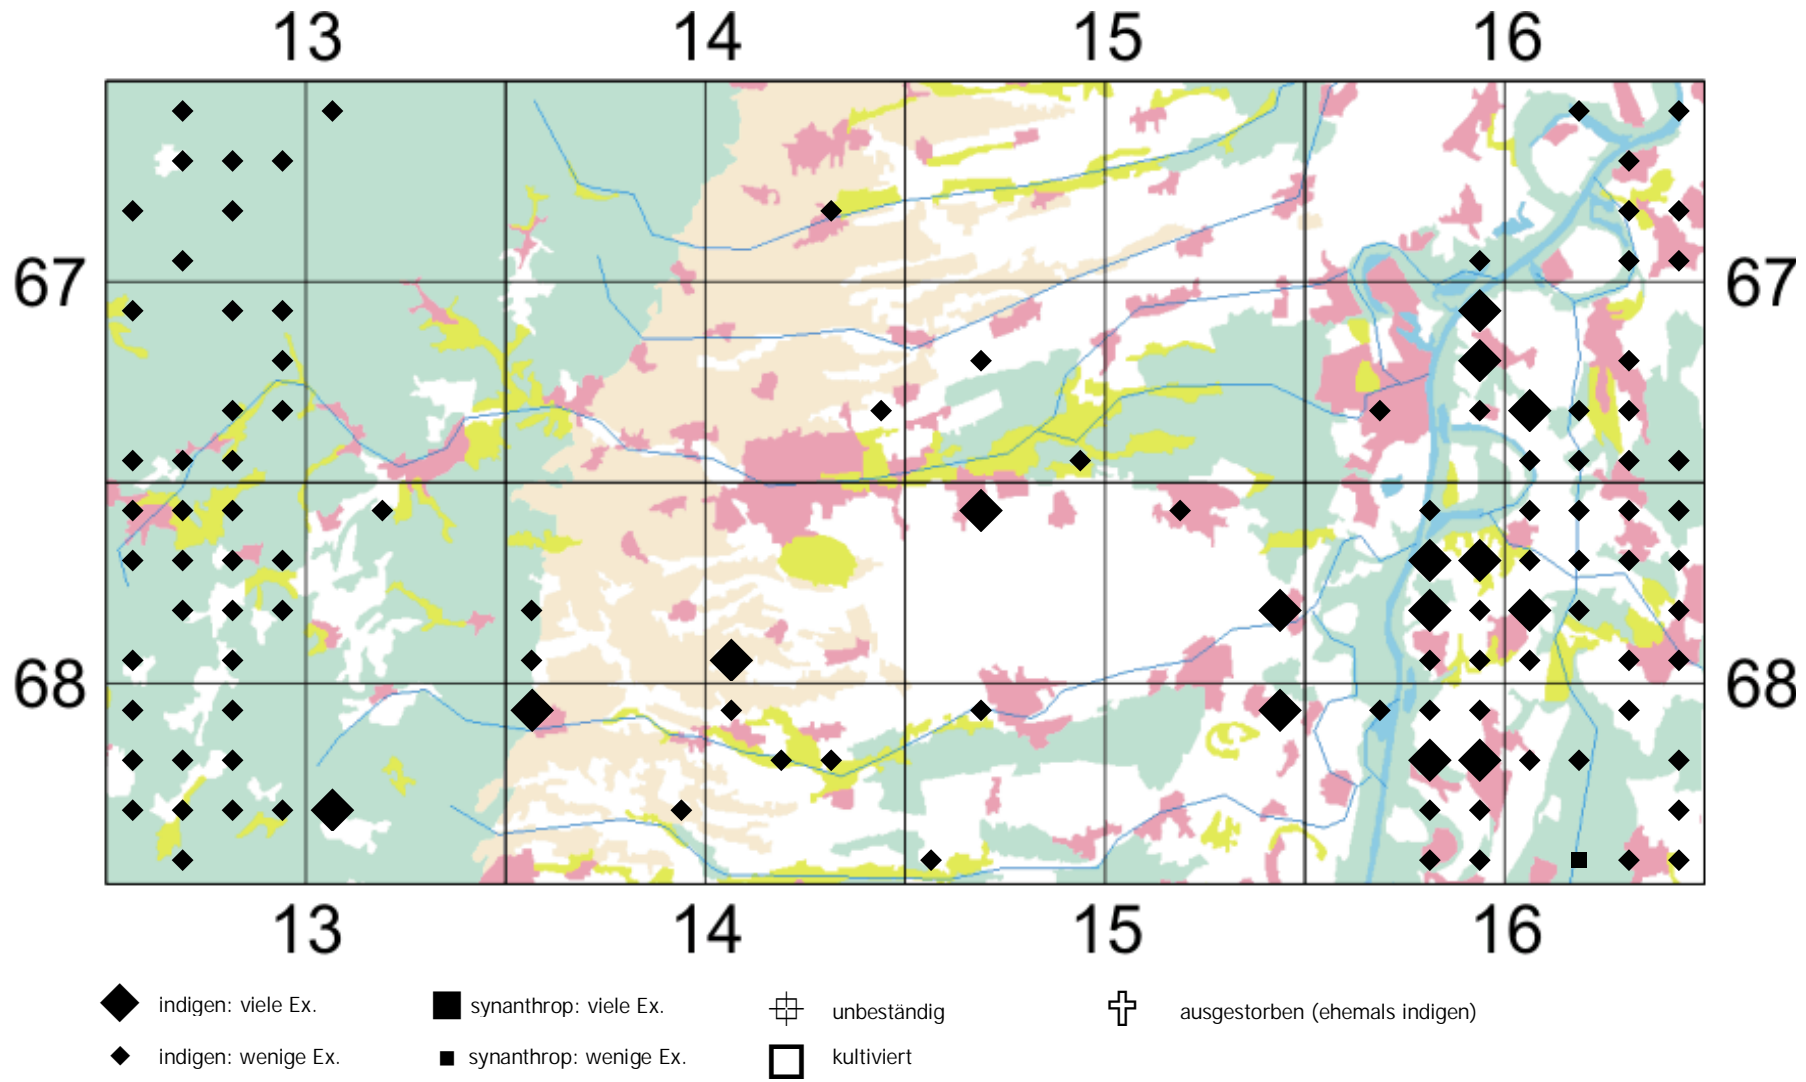 13 14 15 16
67 67
68 68
13 14 15 16
indigen: viele Ex. synanthrop: viele Ex. unbeständig ausgestorben (ehemals indigen)
indigen: wenige Ex. synanthrop: wenige Ex. kultiviert